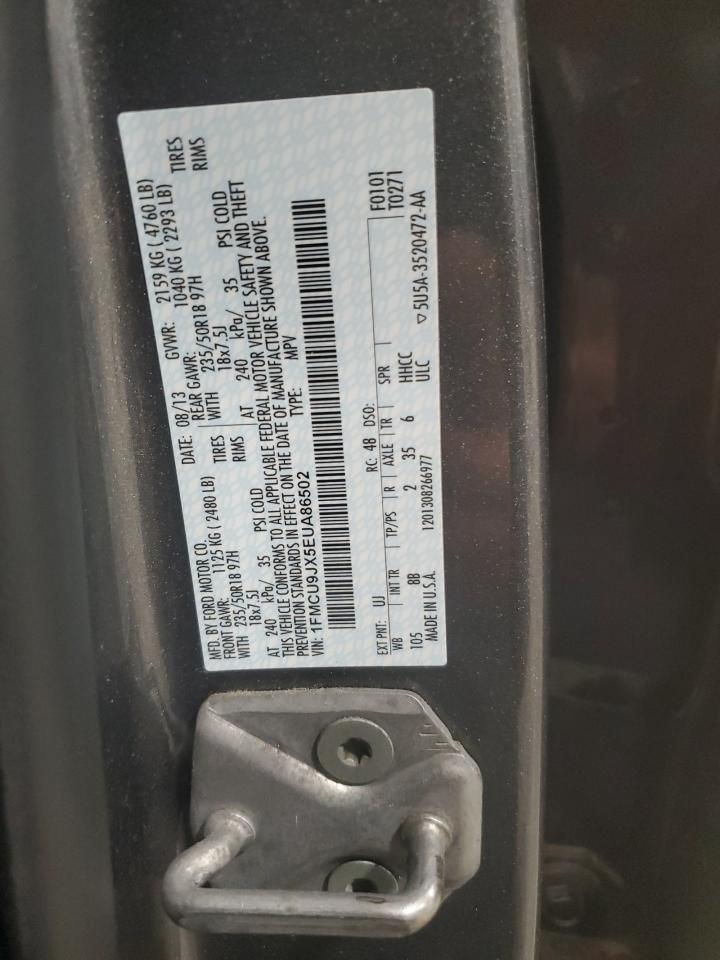 MFD. BY FORD MOTOR CO. DATE: 08/13 GVWR: 2159 KG ( 4760 LB)
FRONT GAWR: 1125 KG ( 2480 LB) REAR GAWR: 1040 KG ( 2293 LB)
WITH 235/50R18 97H TIRES WITH 235/50R18 97H TIRES
18x7.5J RIMS 18x7.5J RIMS
AT 240 kPa/ 35 PSI COLD AT 240 kPa/ 35 PSI COLD
THIS VEHICLE CONFORMS TO ALL APPLICABLE FEDERAL MOTOR VEHICLE SAFETY AND THEFT
PREVENTION STANDARDS IN EFFECT ON THE DATE OF MANUFACTURE SHOWN ABOVE.
VIN: 1FMCU9JX5EUA86502 TYPE: MPV
EXT PNT: UJ RC: 48 DSO: F0101
WB INT TR TP/PS R AXLE TR SPR T0271
105 BB 2 35 6 HHCC
MADE IN U.S.A. 1201308266977 ULC ▽5U5A-3520472-AA